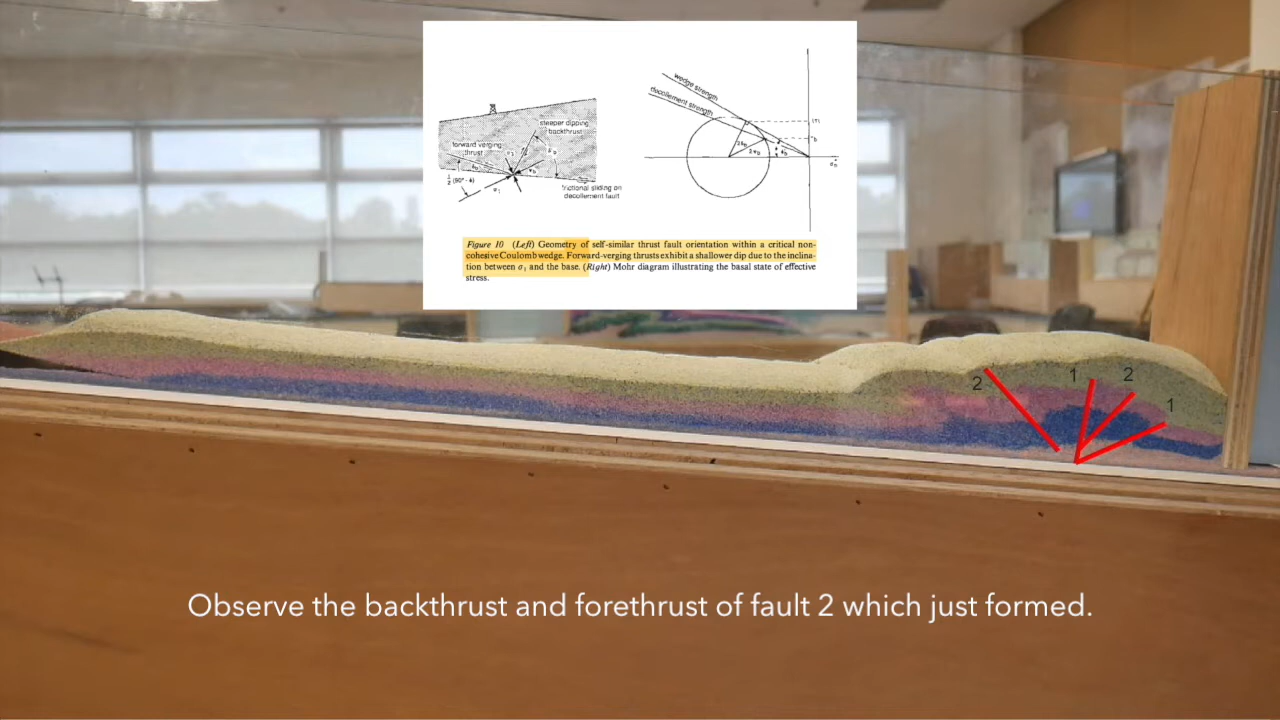 wedge strength
decollement strength
steeper dipping
backthrust
forward verging
thrust
frictional sliding on
decollement fault
Figure 10 (Left) Geometry of self-similar thrust fault orientation within a critical non-
cohesive Coulomb wedge. Forward-verging thrusts exhibit a shallower dip due to the inclina-
tion between σ1 and the base. (Right) Mohr diagram illustrating the basal state of effective
stress.
2
1
2
1
Observe the backthrust and forethrust of fault 2 which just formed.